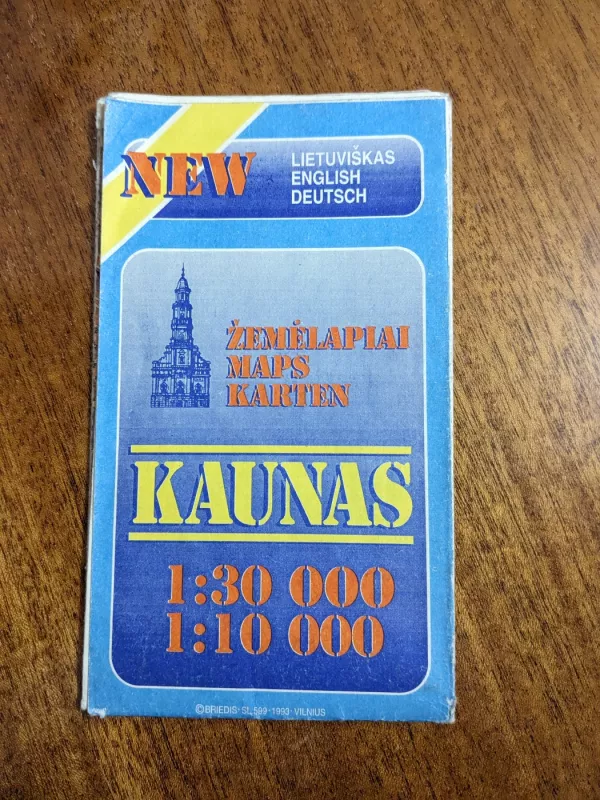 NEW
LIETUVIŠKAS
ENGLISH
DEUTSCH
ŽEMĖLAPIAI
MAPS
KARTEN
KAUNAS
1:30 000
1:10 000
©BRIEDIS · SL 599 · 1993 · VILNIUS